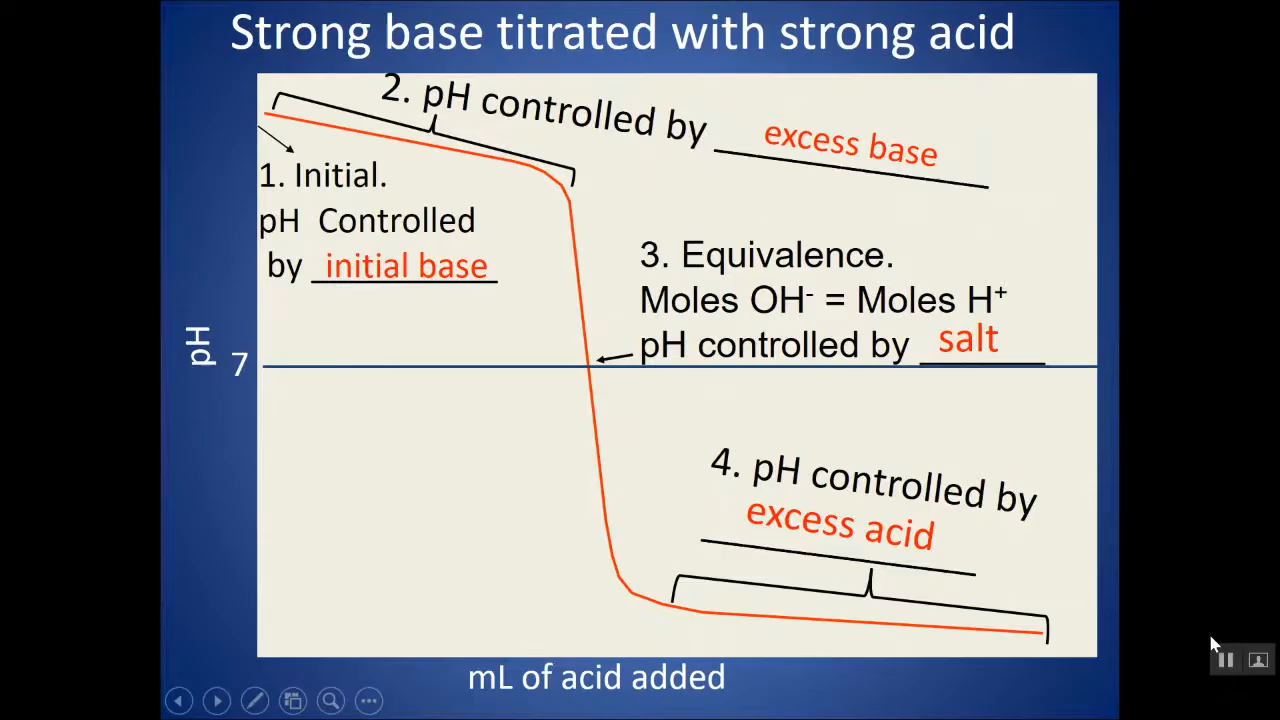 Strong base titrated with strong acid
2. pH controlled by excess base
1. Initial.
pH Controlled
by initial base
3. Equivalence.
Moles OH⁻ = Moles H⁺
pH controlled by salt
pH
7
4. pH controlled by
excess acid
mL of acid added